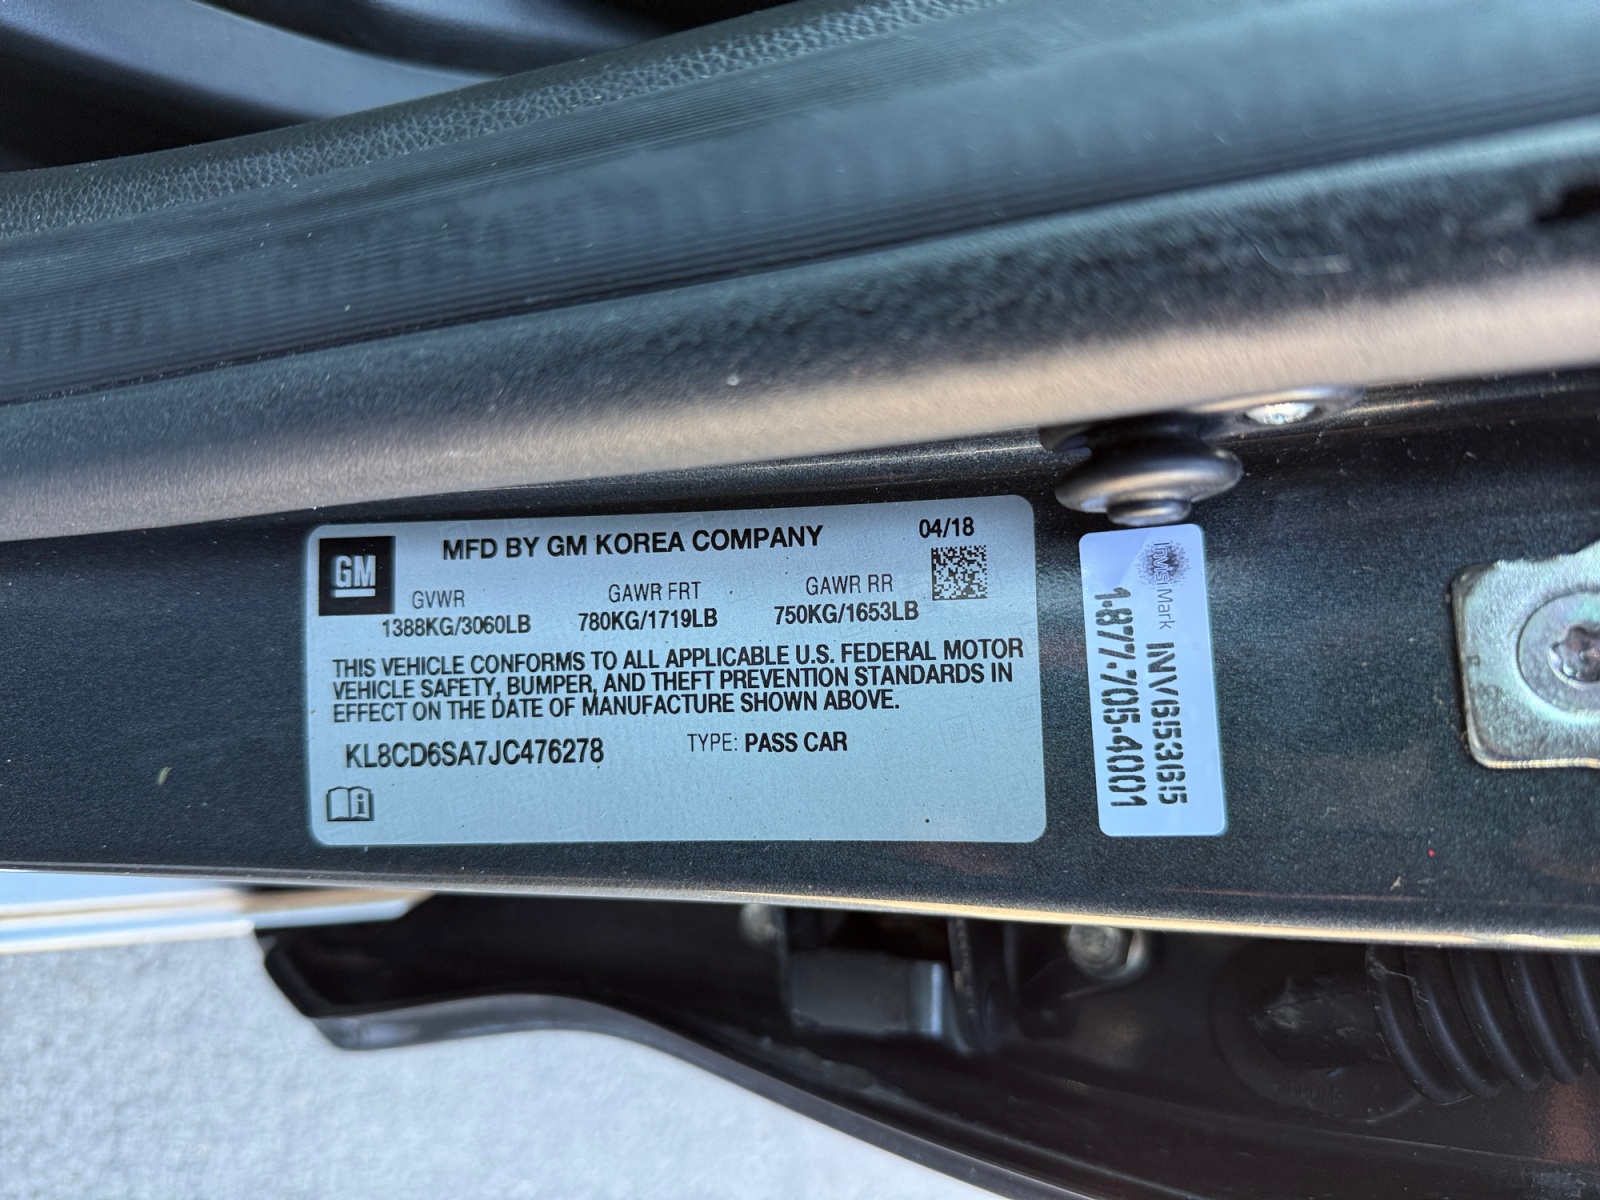 GM
MFD BY GM KOREA COMPANY
04/18
GVWR
GAWR FRT
GAWR RR
1388KG/3060LB
780KG/1719LB
750KG/1653LB
THIS VEHICLE CONFORMS TO ALL APPLICABLE U.S. FEDERAL MOTOR
VEHICLE SAFETY, BUMPER, AND THEFT PREVENTION STANDARDS IN
EFFECT ON THE DATE OF MANUFACTURE SHOWN ABOVE.
KL8CD6SA7JC476278
TYPE: PASS CAR
InvisiMark INV65365
1-877-705-4001